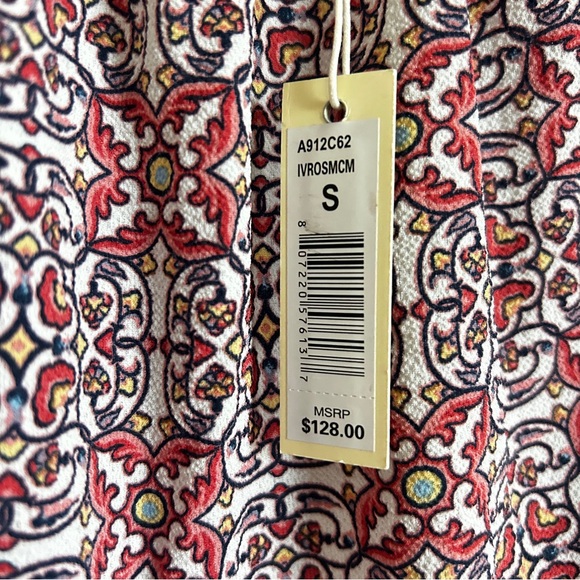 A912C62
IVROSMCM
S
8 07220 57613 7
MSRP
$128.00